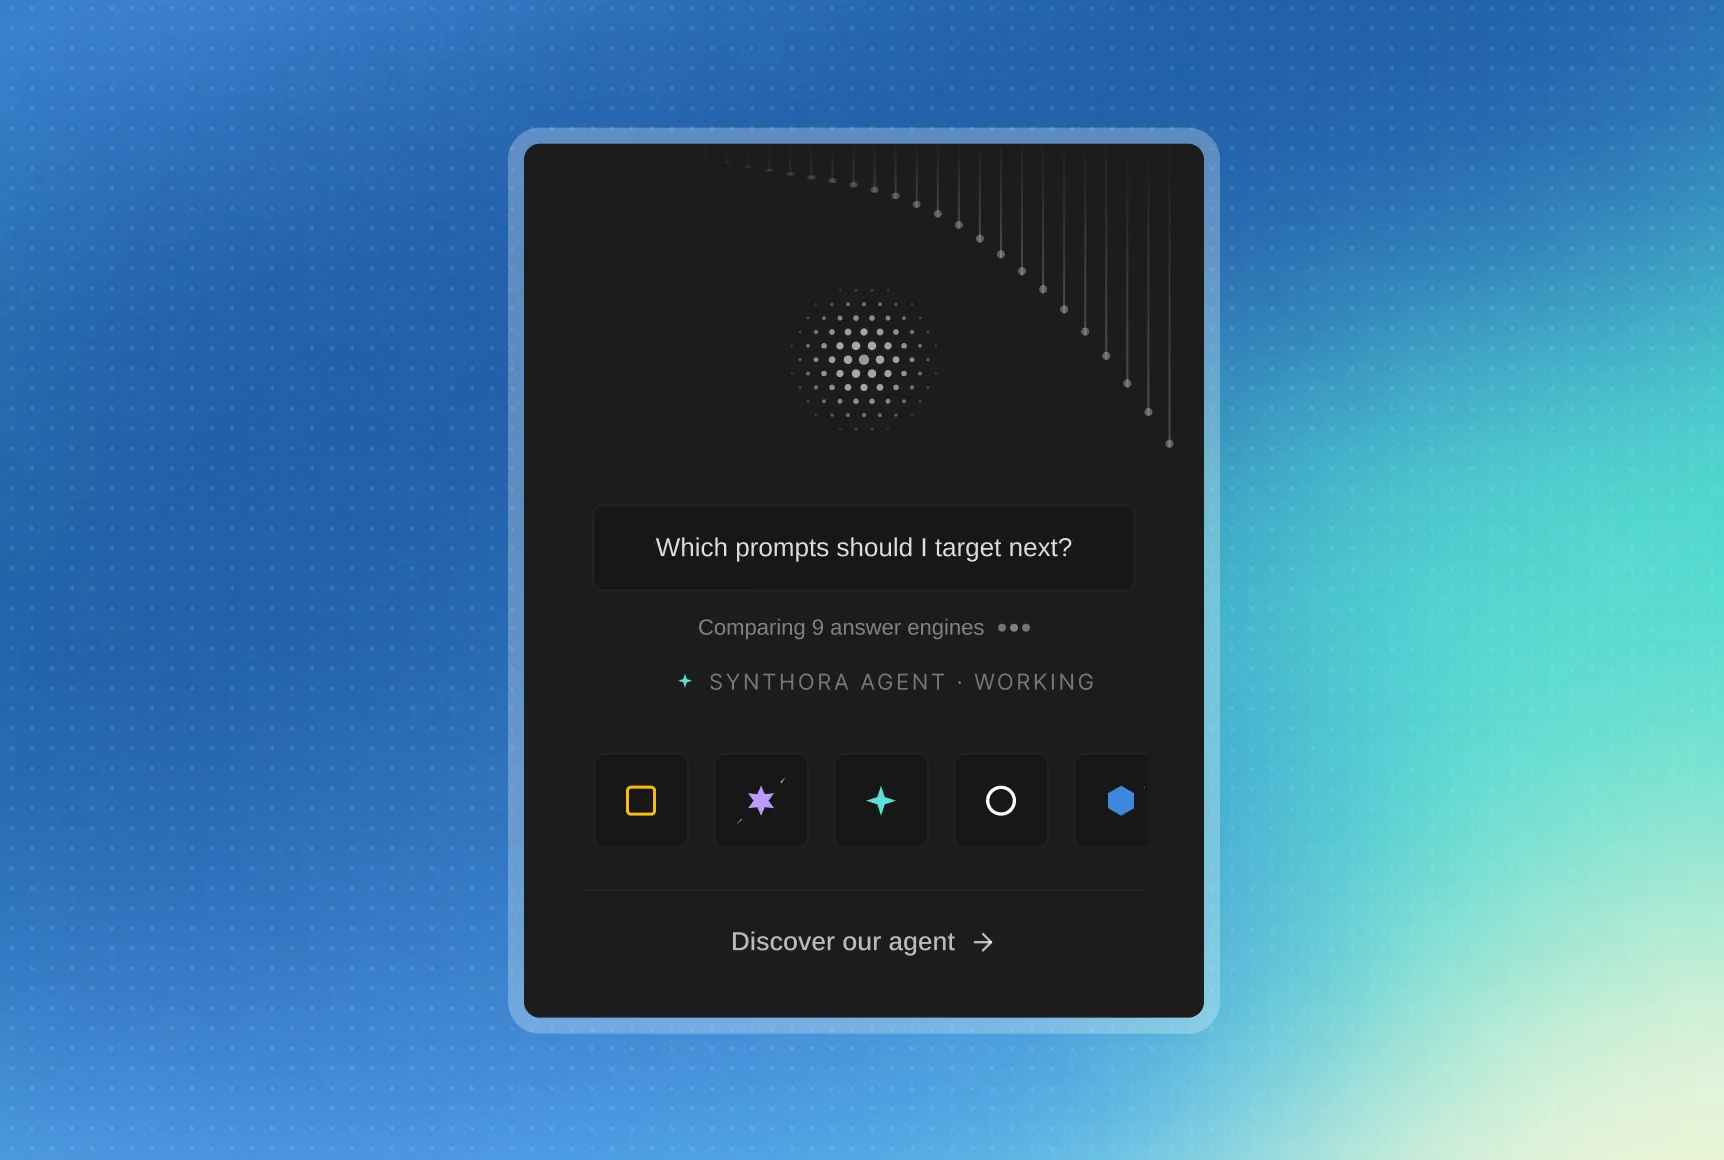 Which prompts should I target next?
Comparing 9 answer engines
SYNTHORA AGENT · WORKING
Discover our agent →